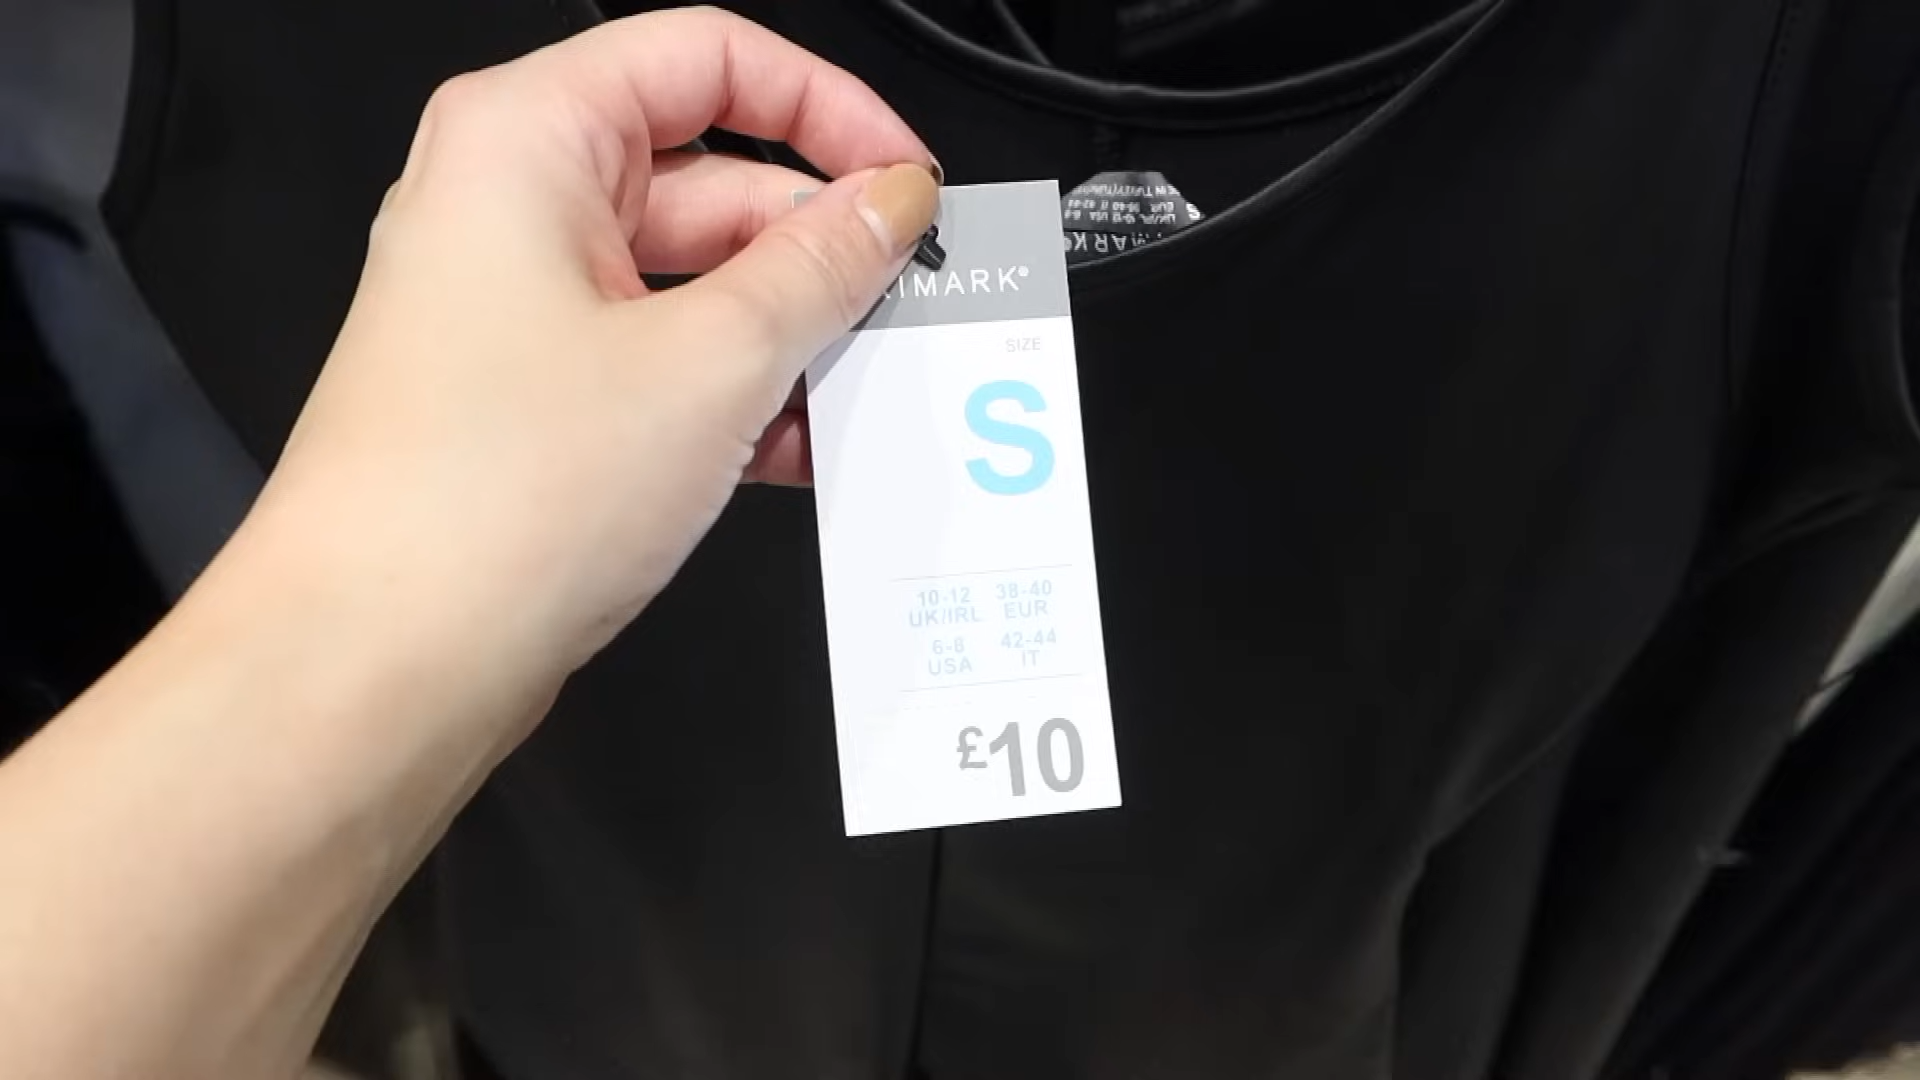 IMARK®
SIZE
S
10-12 38-40
UK/IRL EUR
6-8 42-44
USA IT
£10